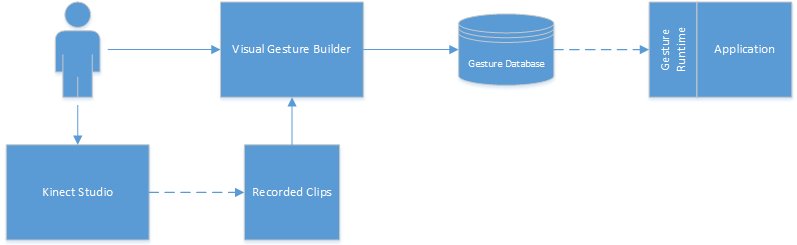 Visual Gesture Builder
Gesture Database
Gesture
Runtime
Application
Kinect Studio
Recorded Clips